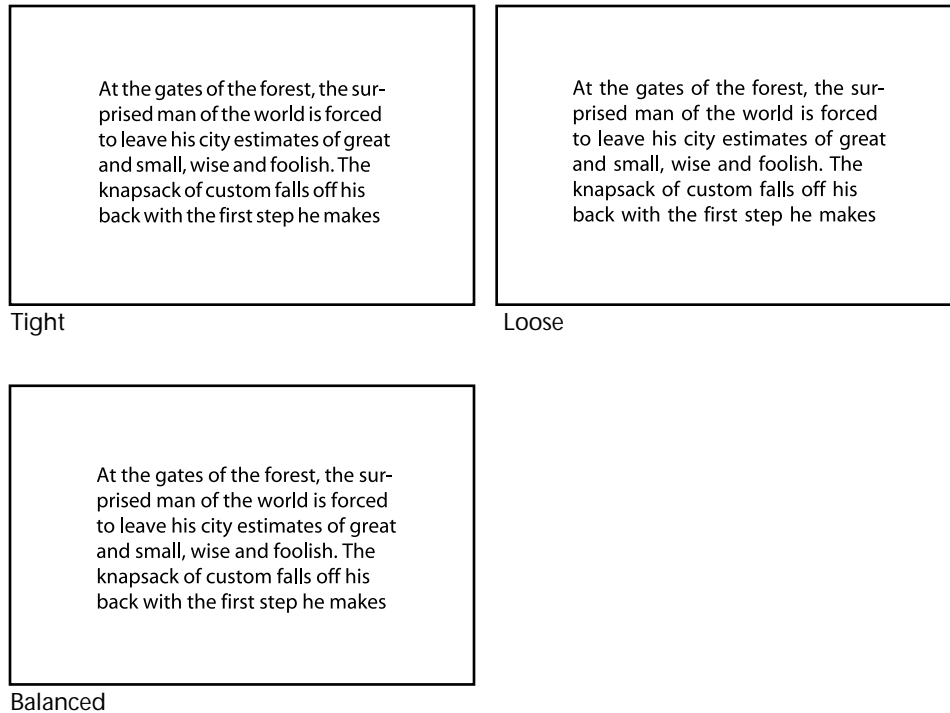 At the gates of the forest, the sur-
prised man of the world is forced
to leave his city estimates of great
and small, wise and foolish. The
knapsack of custom falls off his
back with the first step he makes
Tight
At the gates of the forest, the sur-
prised man of the world is forced
to leave his city estimates of great
and small, wise and foolish. The
knapsack of custom falls off his
back with the first step he makes
Loose
At the gates of the forest, the sur-
prised man of the world is forced
to leave his city estimates of great
and small, wise and foolish. The
knapsack of custom falls off his
back with the first step he makes
Balanced